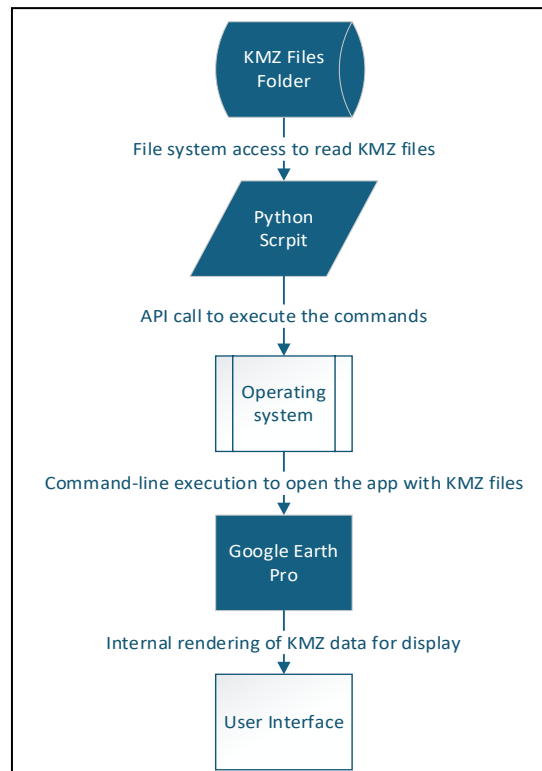 KMZ Files
Folder
File system access to read KMZ files
Python
Scrpit
API call to execute the commands
Operating
system
Command-line execution to open the app with KMZ files
Google Earth
Pro
Internal rendering of KMZ data for display
User Interface